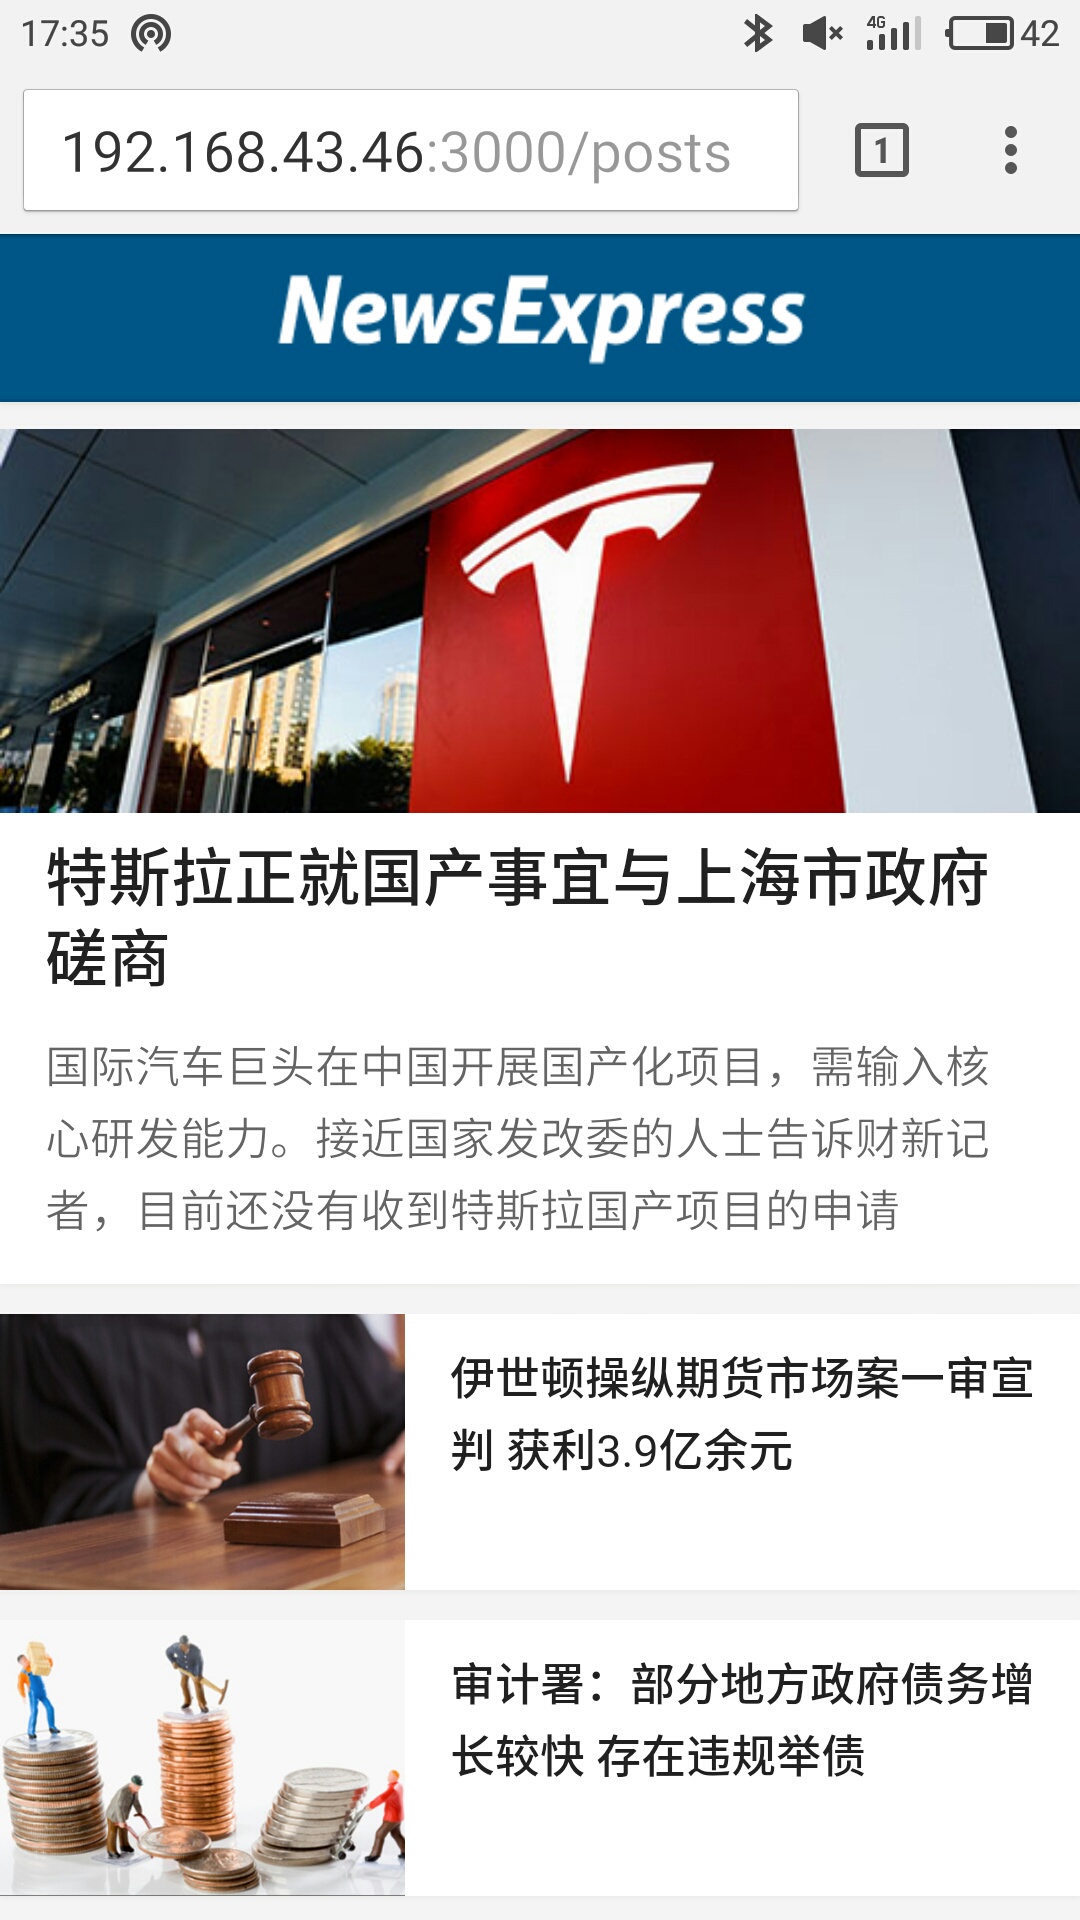 17:35
4G
42
192.168.43.46:3000/posts
1
NewsExpress
特斯拉正就国产事宜与上海市政府
磋商
国际汽车巨头在中国开展国产化项目，需输入核
心研发能力。接近国家发改委的人士告诉财新记
者，目前还没有收到特斯拉国产项目的申请
伊世顿操纵期货市场案一审宣
判 获利3.9亿余元
审计署：部分地方政府债务增
长较快 存在违规举债